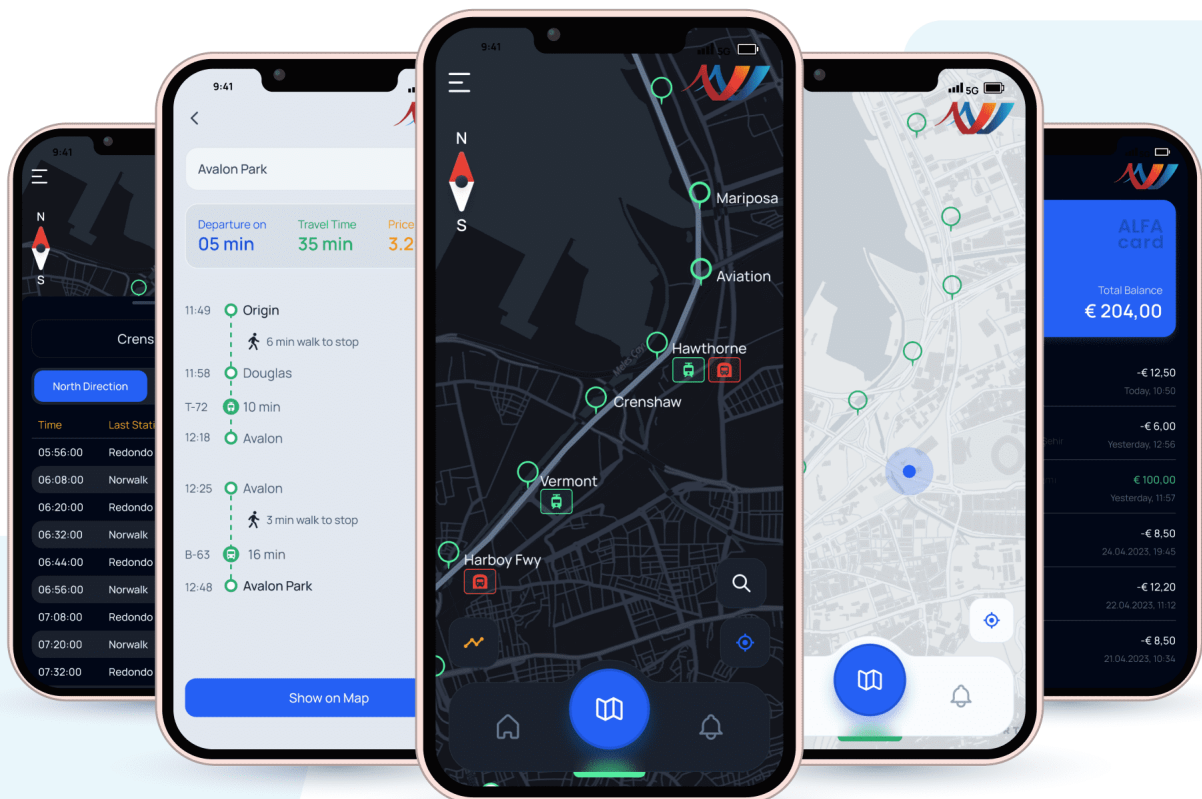 9:41
N
S
Crens
North Direction
Time Last Stati
05:56:00 Redondo
06:08:00 Norwalk
06:20:00 Redondo
06:32:00 Norwalk
06:44:00 Redondo
06:56:00 Norwalk
07:08:00 Redondo
07:20:00 Norwalk
07:32:00 Redondo
9:41
Avalon Park
Departure on Travel Time Price
05 min 35 min 3.2
11:49 Origin
6 min walk to stop
11:58 Douglas
T-72 10 min
12:18 Avalon
12:25 Avalon
3 min walk to stop
B-63 16 min
12:48 Avalon Park
Show on Map
9:41 5G
N
S
Mariposa
Aviation
Hawthorne
Crenshaw
Vermont
Harboy Fwy
5G
ALFA
card
Total Balance
€ 204,00
-€ 12,50
Today, 10:50
-€ 6,00
Yesterday, 12:56
€ 100,00
Yesterday, 11:57
-€ 8,50
24.04.2023, 19:45
-€ 12,20
22.04.2023, 11:12
-€ 8,50
21.04.2023, 10:34